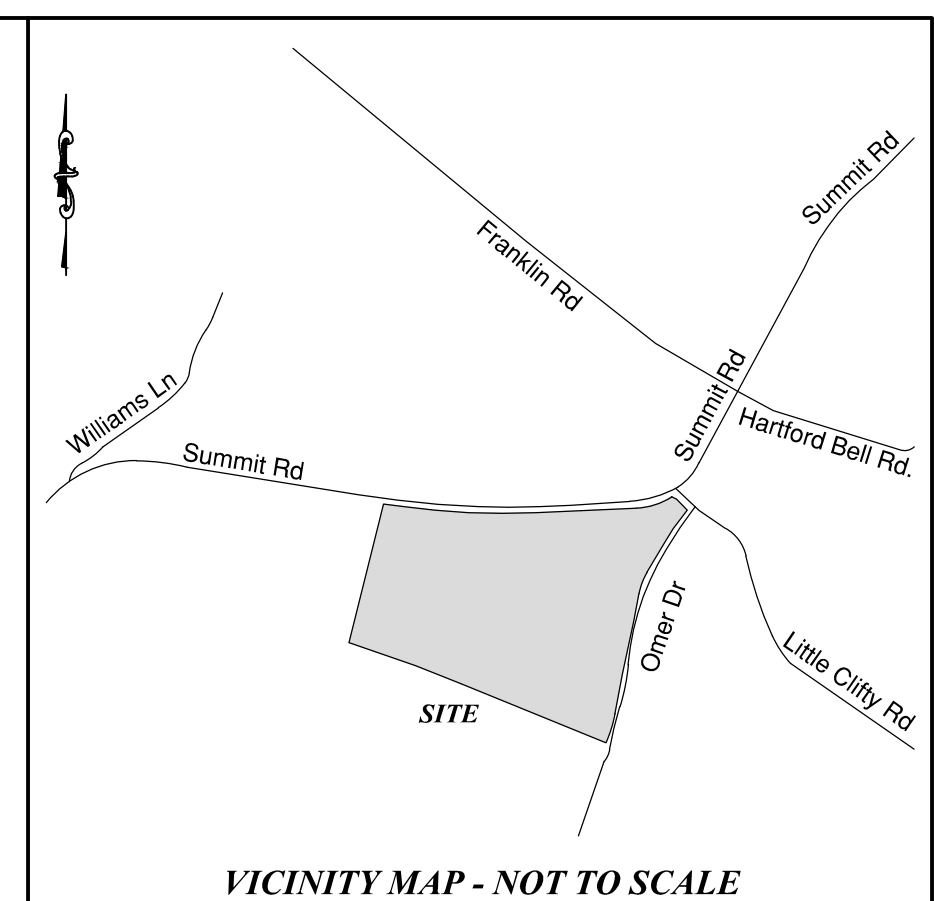 Summit Rd
Franklin Rd
Summit Rd
Williams Ln
Hartford Bell Rd.
Summit Rd
Omer Dr
Little Clifty Rd
SITE
VICINITY MAP - NOT TO SCALE